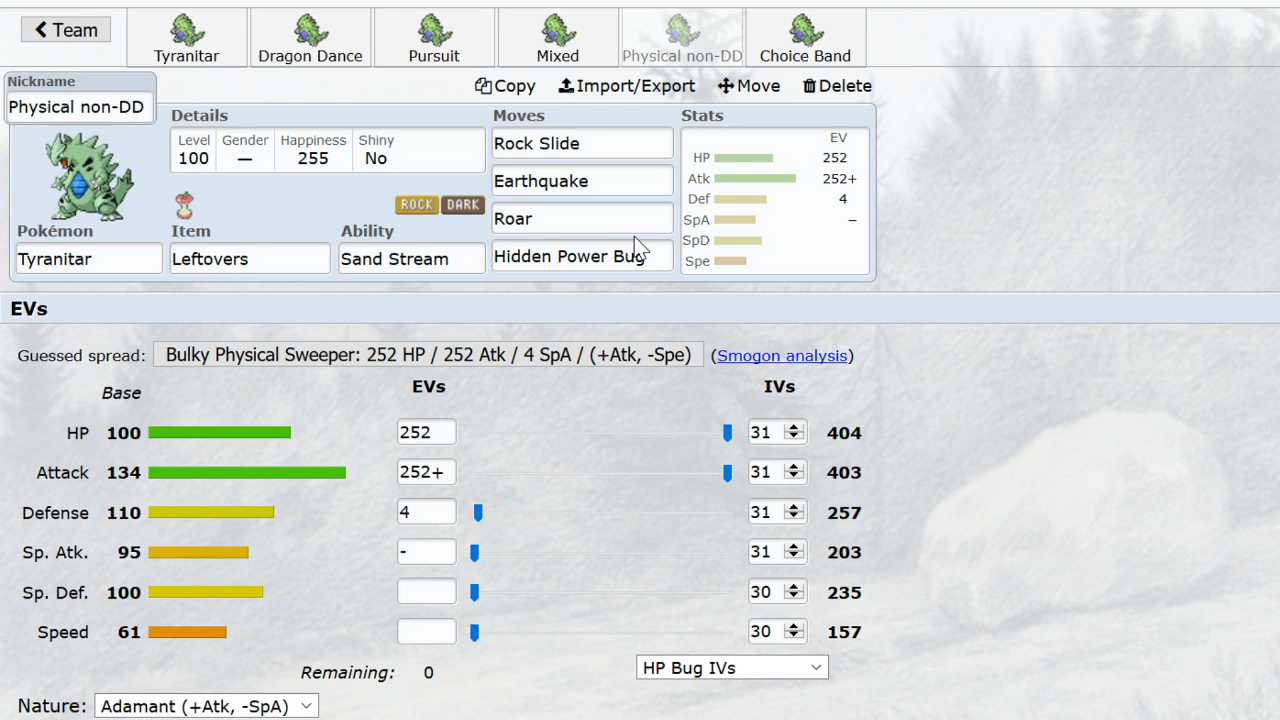 Team
Tyranitar
Dragon Dance
Pursuit
Mixed
Physical non-DD
Choice Band
Nickname
Physical non-DD
Copy
Import/Export
Move
Delete
Details
Moves
Stats
Level
Gender
Happiness
Shiny
100
—
255
No
Rock Slide
EV
HP 252
Atk 252+
Def 4
SpA –
SpD
Spe
Earthquake
Roar
Hidden Power Bug
ROCK DARK
Pokémon
Item
Ability
Tyranitar
Leftovers
Sand Stream
EVs
Guessed spread: Bulky Physical Sweeper: 252 HP / 252 Atk / 4 SpA / (+Atk, -Spe) (Smogon analysis)
Base EVs IVs
HP 100 252 31 404
Attack 134 252+ 31 403
Defense 110 4 31 257
Sp. Atk. 95 - 31 203
Sp. Def. 100 30 235
Speed 61 30 157
Remaining: 0 HP Bug IVs
Nature: Adamant (+Atk, -SpA)